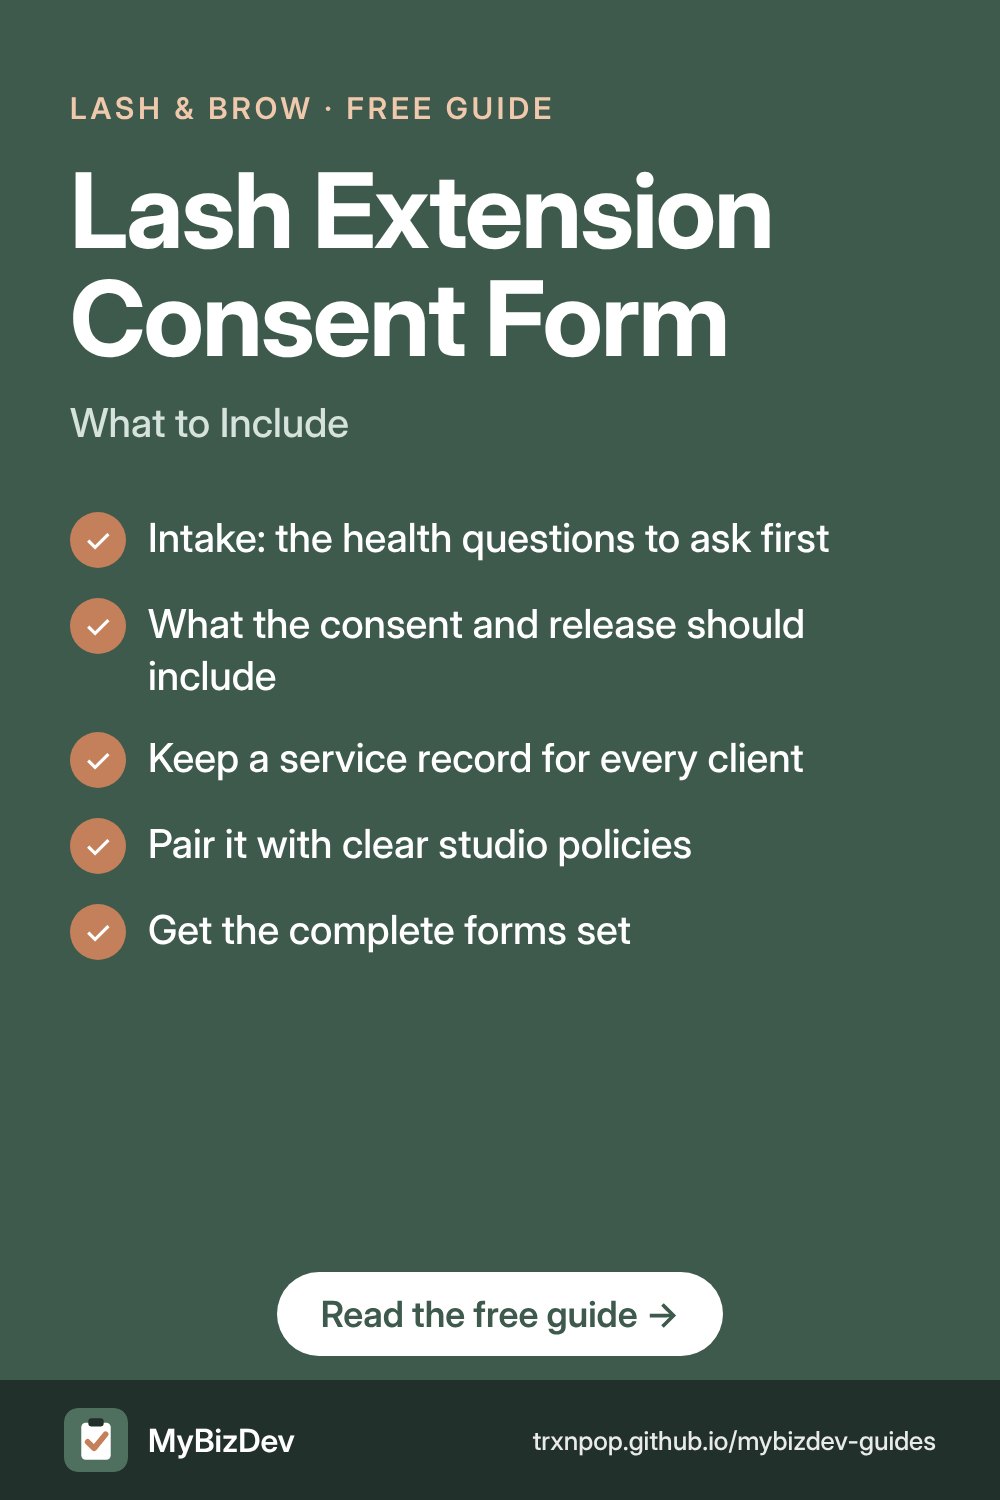 LASH & BROW · FREE GUIDE
Lash Extension
Consent Form
What to Include
Intake: the health questions to ask first
What the consent and release should
include
Keep a service record for every client
Pair it with clear studio policies
Get the complete forms set
Read the free guide →
MyBizDev
trxnpop.github.io/mybizdev-guides